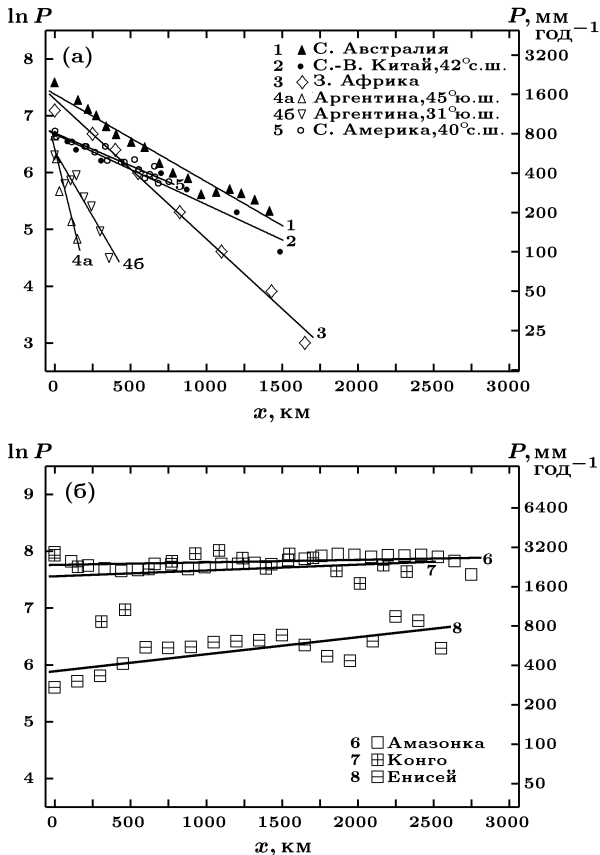 ln P
P, мм
год−1
(а)
1 ▲ С. Австралия
2 ● С.-В. Китай,42°с.ш.
3 ◇ З. Африка
4а △ Аргентина,45°ю.ш.
4б ▽ Аргентина,31°ю.ш.
5 ○ С. Америка,40°с.ш.
8
7
6
5
4
3
3200
1600
800
400
200
100
50
25
5
1
2
4а
4б
3
0 500 1000 1500 2000 2500 3000
x, км
ln P
P, мм
год−1
(б)
9
8
7
6
5
4
6400
3200
1600
800
400
200
100
50
6
7
8
6 □ Амазонка
7 ⊞ Конго
8 ⊟ Енисей
0 500 1000 1500 2000 2500 3000
x, км